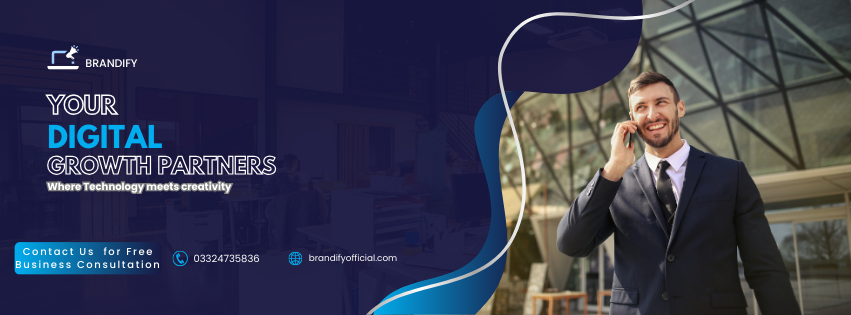 BRANDIFY
YOUR
DIGITAL
GROWTH PARTNERS
Where Technology meets creativity
Contact Us for Free
Business Consultation
03324735836
brandifyofficial.com